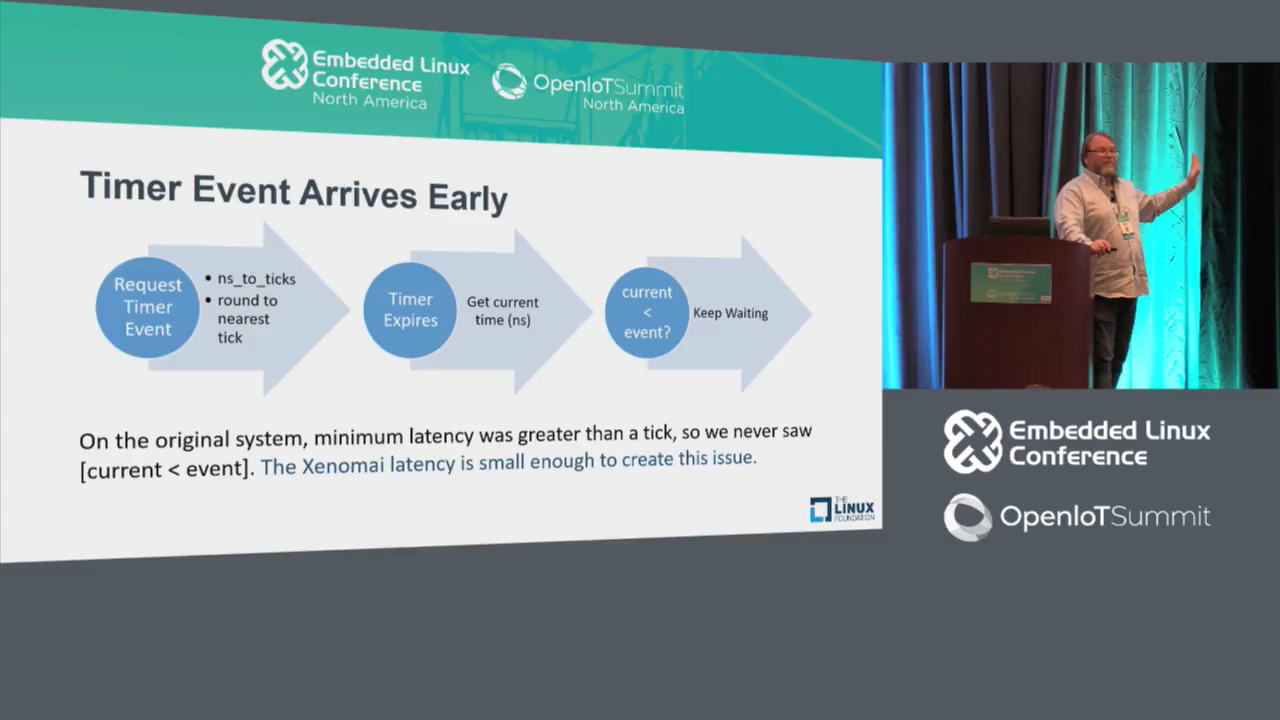 Embedded Linux
Conference
North America
OpenIoTSummit
North America
Timer Event Arrives Early
Request
Timer
Event
• ns_to_ticks
• round to
nearest
tick
Timer
Expires
Get current
time (ns)
current
<
event?
Keep Waiting
On the original system, minimum latency was greater than a tick, so we never saw
[current < event]. The Xenomai latency is small enough to create this issue.
THE
LINUX
FOUNDATION
Embedded Linux
Conference
OpenIoTSummit